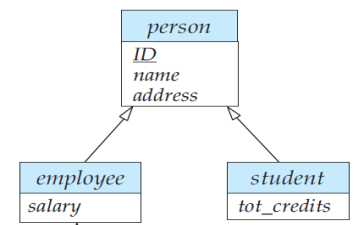 person
ID
name
address
employee
student
salary
tot_credits